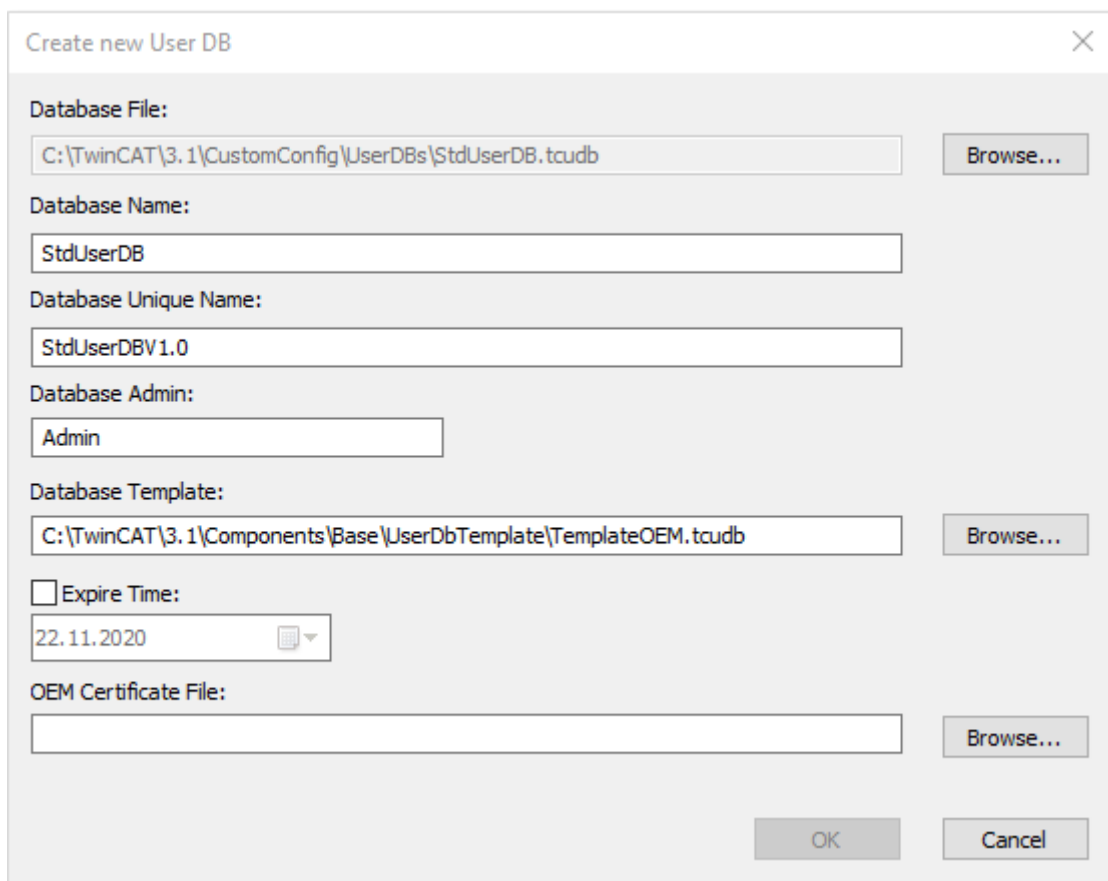 Create new User DB
Database File:
C:\TwinCAT\3.1\CustomConfig\UserDBs\StdUserDB.tcudb
Browse...
Database Name:
StdUserDB
Database Unique Name:
StdUserDBV1.0
Database Admin:
Admin
Database Template:
C:\TwinCAT\3.1\Components\Base\UserDbTemplate\TemplateOEM.tcudb
Browse...
Expire Time:
22.11.2020
OEM Certificate File:
Browse...
OK
Cancel